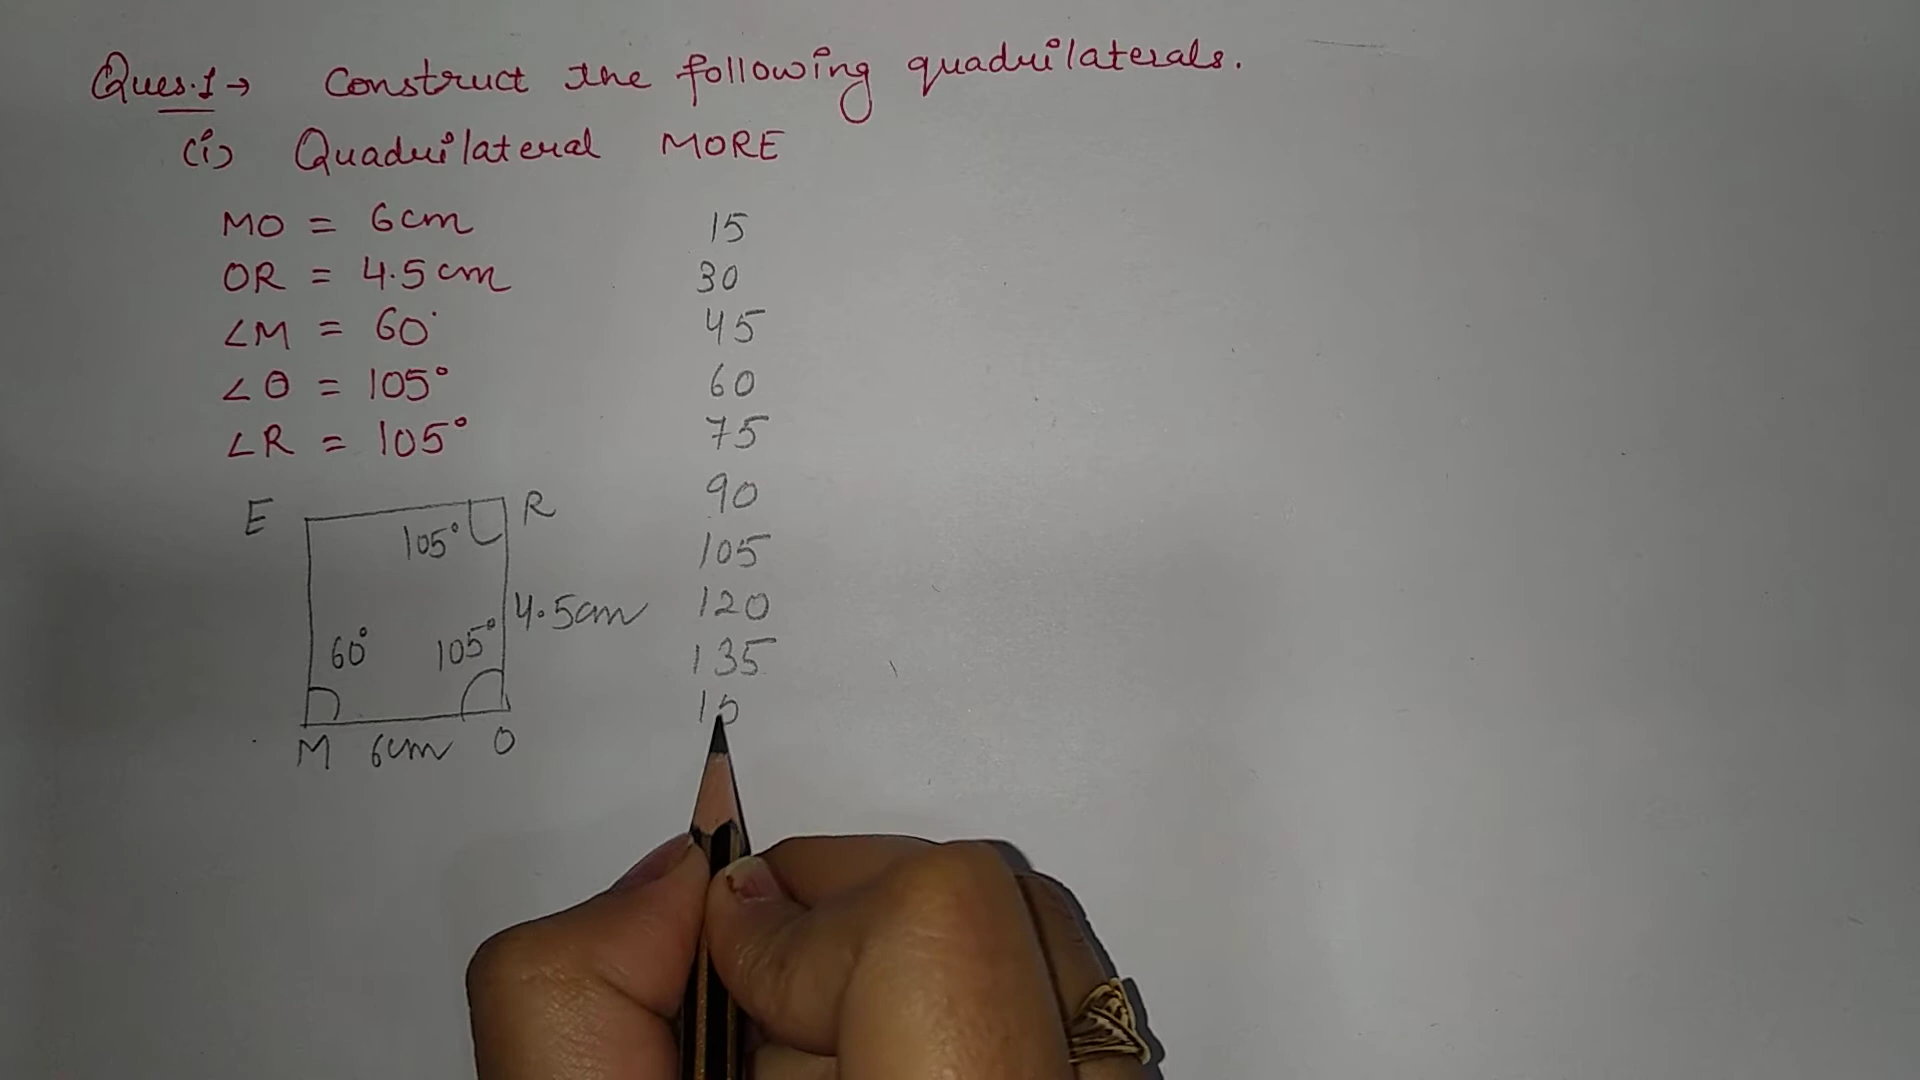 Ques.1→ Construct the following quadrilaterals.
(i) Quadrilateral MORE
MO = 6cm
OR = 4.5cm
∠M = 60°
∠O = 105°
∠R = 105°
15
30
45
60
75
90
105
120
135
15
E R
105°
4.5cm
60° 105°
M 6cm O